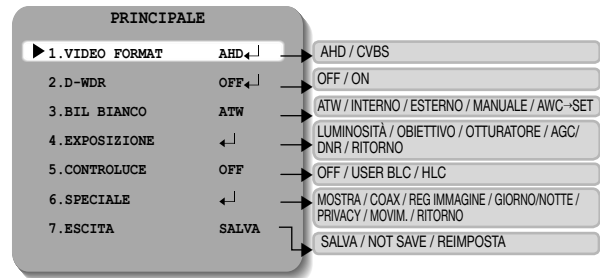 PRINCIPALE
1.VIDEO FORMAT AHD↵ AHD / CVBS
2.D-WDR OFF↵ OFF / ON
3.BIL BIANCO ATW ATW / INTERNO / ESTERNO / MANUALE / AWC→SET
4.EXPOSIZIONE ↵ LUMINOSITÀ / OBIETTIVO / OTTURATORE / AGC/
DNR / RITORNO
5.CONTROLUCE OFF OFF / USER BLC / HLC
6.SPECIALE ↵ MOSTRA / COAX / REG IMMAGINE / GIORNO/NOTTE /
PRIVACY / MOVIM. / RITORNO
7.ESCITA SALVA SALVA / NOT SAVE / REIMPOSTA